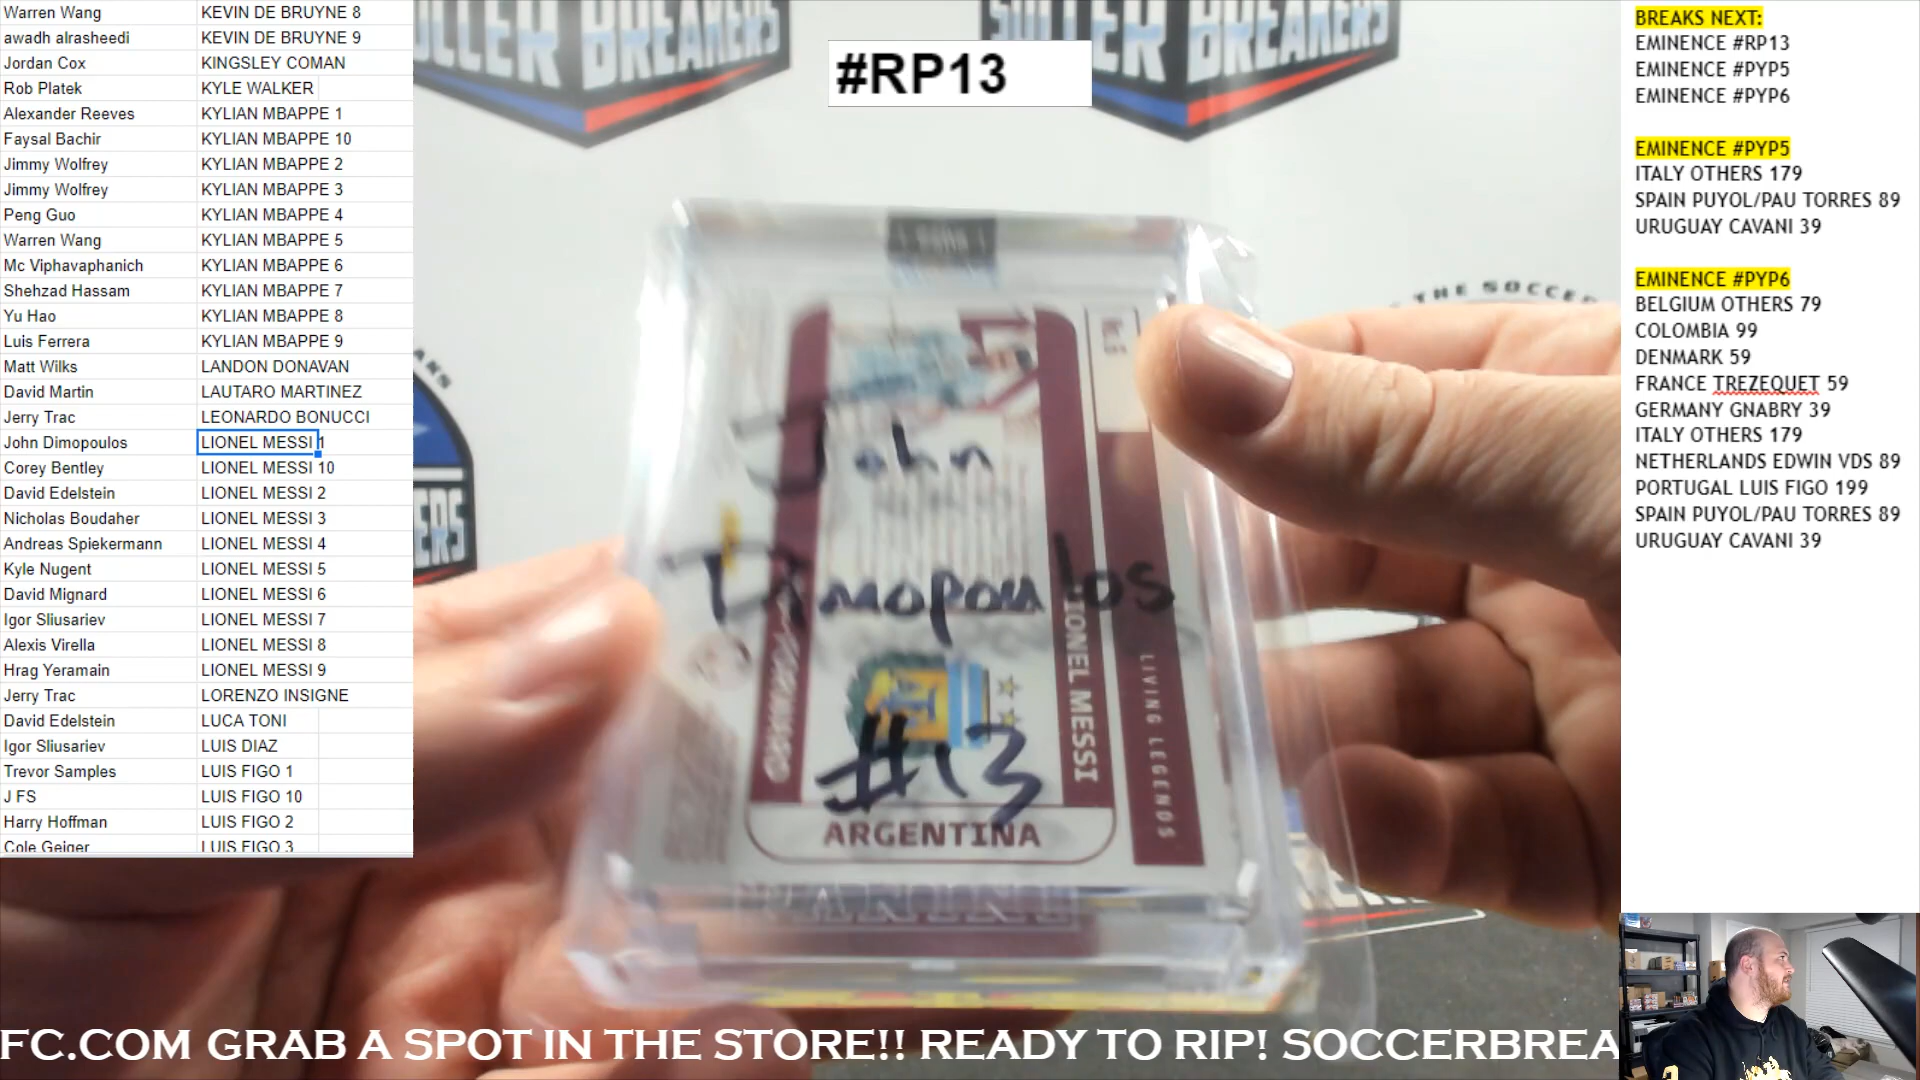 Warren Wang KEVIN DE BRUYNE 8
awadh alrasheedi KEVIN DE BRUYNE 9
Jordan Cox KINGSLEY COMAN
Rob Platek KYLE WALKER
Alexander Reeves KYLIAN MBAPPE 1
Faysal Bachir KYLIAN MBAPPE 10
Jimmy Wolfrey KYLIAN MBAPPE 2
Jimmy Wolfrey KYLIAN MBAPPE 3
Peng Guo KYLIAN MBAPPE 4
Warren Wang KYLIAN MBAPPE 5
Mc Viphavaphanich KYLIAN MBAPPE 6
Shehzad Hassam KYLIAN MBAPPE 7
Yu Hao KYLIAN MBAPPE 8
Luis Ferrera KYLIAN MBAPPE 9
Matt Wilks LANDON DONAVAN
David Martin LAUTARO MARTINEZ
Jerry Trac LEONARDO BONUCCI
John Dimopoulos LIONEL MESSI 1
Corey Bentley LIONEL MESSI 10
David Edelstein LIONEL MESSI 2
Nicholas Boudaher LIONEL MESSI 3
Andreas Spiekermann LIONEL MESSI 4
Kyle Nugent LIONEL MESSI 5
David Mignard LIONEL MESSI 6
Igor Sliusariev LIONEL MESSI 7
Alexis Virella LIONEL MESSI 8
Hrag Yeramain LIONEL MESSI 9
Jerry Trac LORENZO INSIGNE
David Edelstein LUCA TONI
Igor Sliusariev LUIS DIAZ
Trevor Samples LUIS FIGO 1
J FS LUIS FIGO 10
Harry Hoffman LUIS FIGO 2
Cole Geiger LUIS FIGO 3
BREAKERS
BREAKERS
#RP13
THE SOCCER
John
Dimopoulos
#13
LIONEL MESSI
LIVING LEGENDS
ARGENTINA
BREAKS NEXT:
EMINENCE #RP13
EMINENCE #PYP5
EMINENCE #PYP6
EMINENCE #PYP5
ITALY OTHERS 179
SPAIN PUYOL/PAU TORRES 89
URUGUAY CAVANI 39
EMINENCE #PYP6
BELGIUM OTHERS 79
COLOMBIA 99
DENMARK 59
FRANCE TREZEQUET 59
GERMANY GNABRY 39
ITALY OTHERS 179
NETHERLANDS EDWIN VDS 89
PORTUGAL LUIS FIGO 199
SPAIN PUYOL/PAU TORRES 89
URUGUAY CAVANI 39
FC.COM GRAB A SPOT IN THE STORE!! READY TO RIP! SOCCERBREA